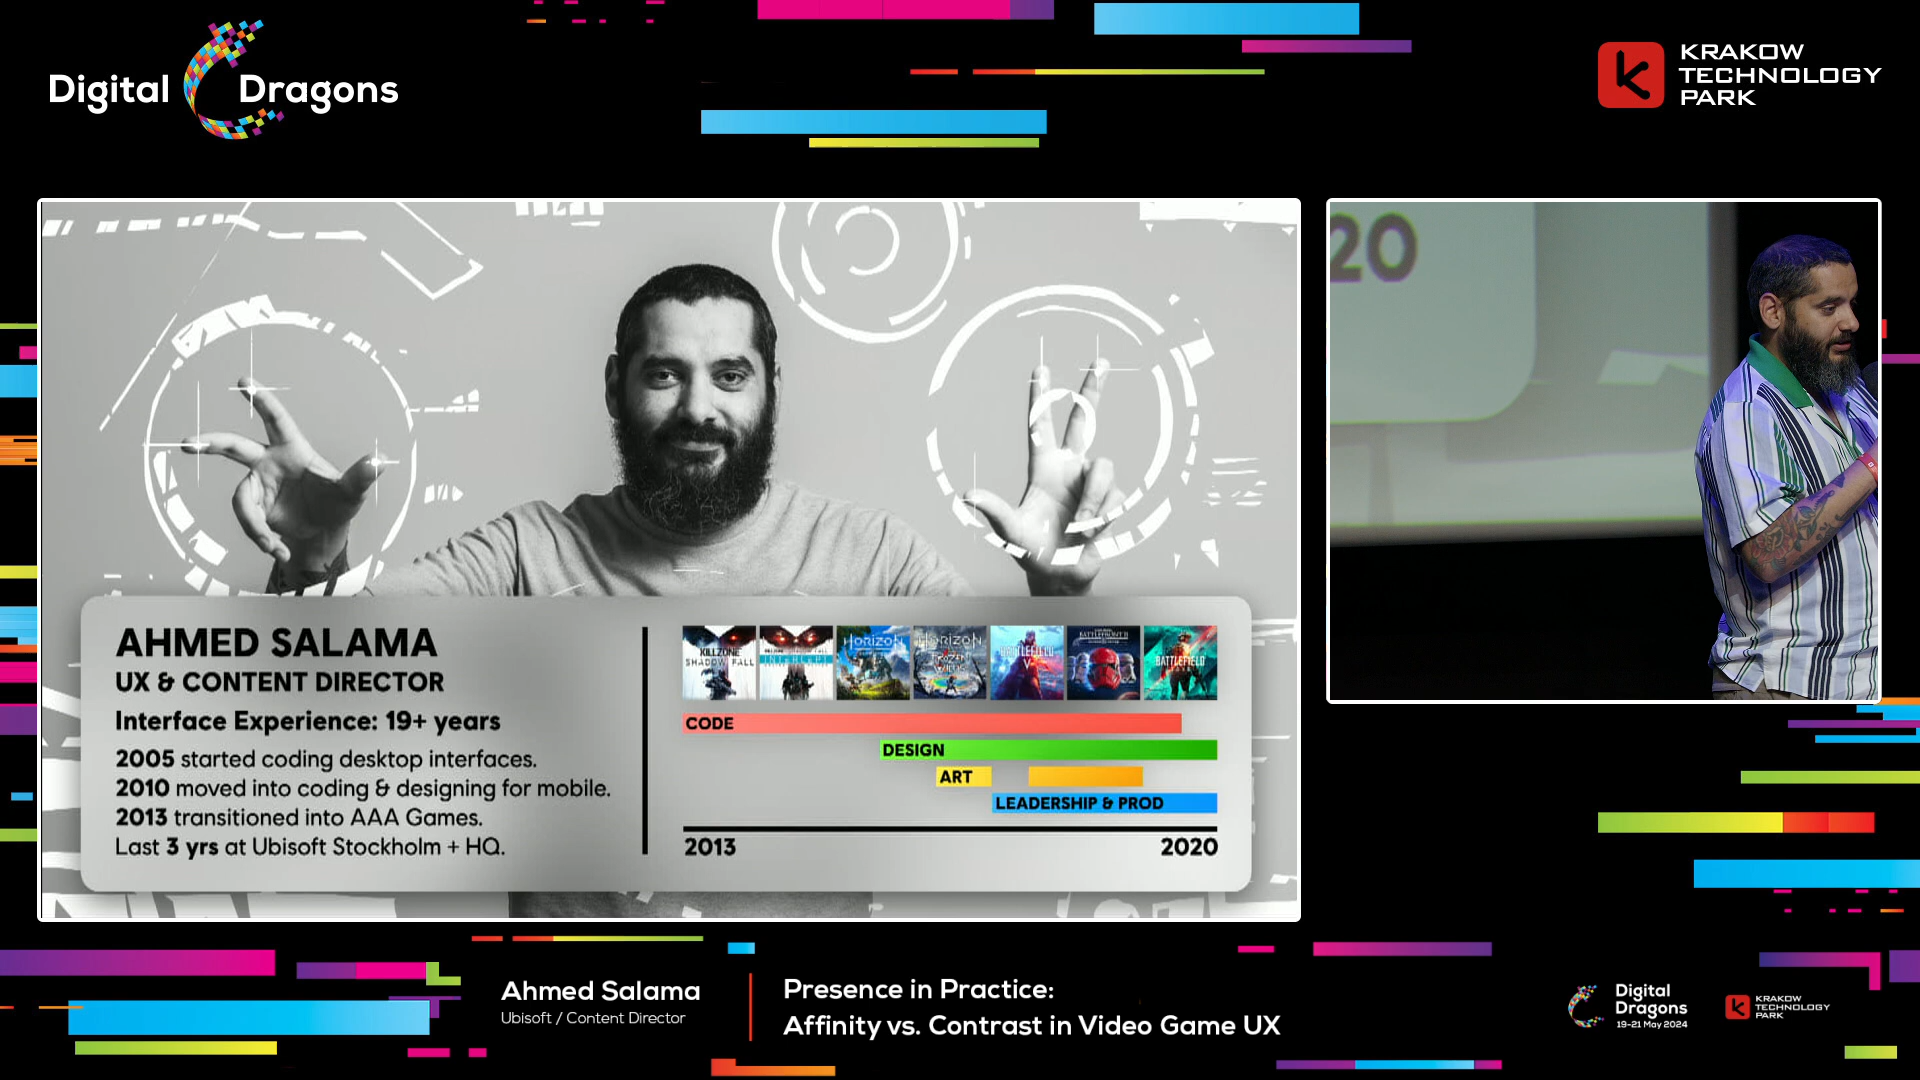 Digital Dragons
KRAKOW
TECHNOLOGY
PARK
20
AHMED SALAMA
UX & CONTENT DIRECTOR
Interface Experience: 19+ years
2005 started coding desktop interfaces.
2010 moved into coding & designing for mobile.
2013 transitioned into AAA Games.
Last 3 yrs at Ubisoft Stockholm + HQ.
KILLZONE
SHADOW FALL
INTERCEPT
HORIZON
HORIZON
FROZEN WILDS
BATTLEFIELD
V
BATTLEFRONT II
BATTLEFIELD
CODE
DESIGN
ART
LEADERSHIP & PROD
2013
2020
Ahmed Salama
Ubisoft / Content Director
Presence in Practice:
Affinity vs. Contrast in Video Game UX
Digital
Dragons
19-21 May 2024
KRAKOW
TECHNOLOGY
PARK